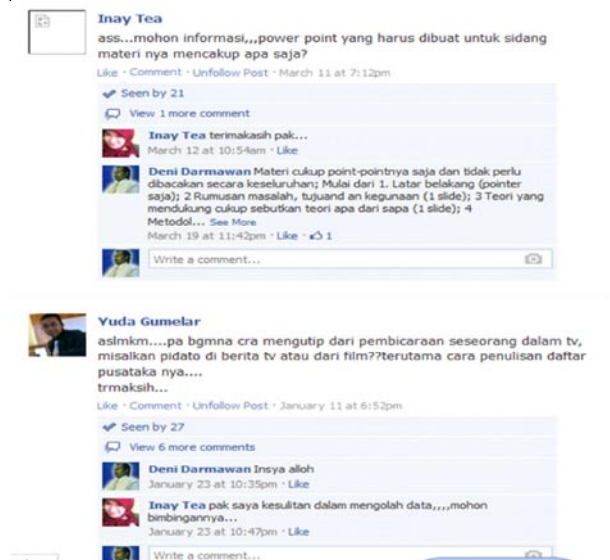 Inay Tea
ass...mohon informasi,,,power point yang harus dibuat untuk sidang
materi nya mencakup apa saja?
Like · Comment · Unfollow Post · March 11 at 7:12pm
Seen by 21
View 1 more comment
Inay Tea terimakasih pak...
March 12 at 10:54am · Like
Deni Darmawan Materi cukup point-pointnya saja dan tidak perlu
dibacakan secara keseluruhan; Mulai dari 1. Latar belakang (pointer
saja); 2 Rumusan masalah, tujuand an kegunaan (1 slide); 3 Teori yang
mendukung cukup sebutkan teori apa dari sapa (1 slide); 4
Metodol... See More
March 19 at 11:42pm · Like · 1
Write a comment...
Yuda Gumelar
aslmkm....pa bgmna cra mengutip dari pembicaraan seseorang dalam tv,
misalkan pidato di berita tv atau dari film??terutama cara penulisan daftar
pusataka nya....
trmaksih...
Like · Comment · Unfollow Post · January 11 at 6:52pm
Seen by 27
View 6 more comments
Deni Darmawan Insya alloh
January 23 at 10:35pm · Like
Inay Tea pak saya kesulitan dalam mengolah data,,,,mohon
bimbingannya...
January 23 at 10:47pm · Like
Write a comment...